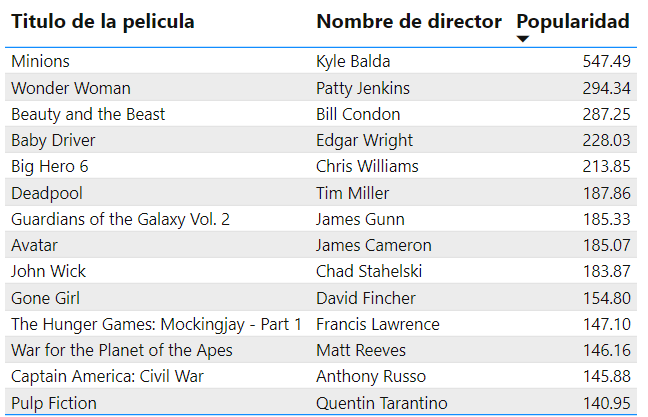 Titulo de la pelicula Nombre de director Popularidad
Minions Kyle Balda 547.49
Wonder Woman Patty Jenkins 294.34
Beauty and the Beast Bill Condon 287.25
Baby Driver Edgar Wright 228.03
Big Hero 6 Chris Williams 213.85
Deadpool Tim Miller 187.86
Guardians of the Galaxy Vol. 2 James Gunn 185.33
Avatar James Cameron 185.07
John Wick Chad Stahelski 183.87
Gone Girl David Fincher 154.80
The Hunger Games: Mockingjay - Part 1 Francis Lawrence 147.10
War for the Planet of the Apes Matt Reeves 146.16
Captain America: Civil War Anthony Russo 145.88
Pulp Fiction Quentin Tarantino 140.95